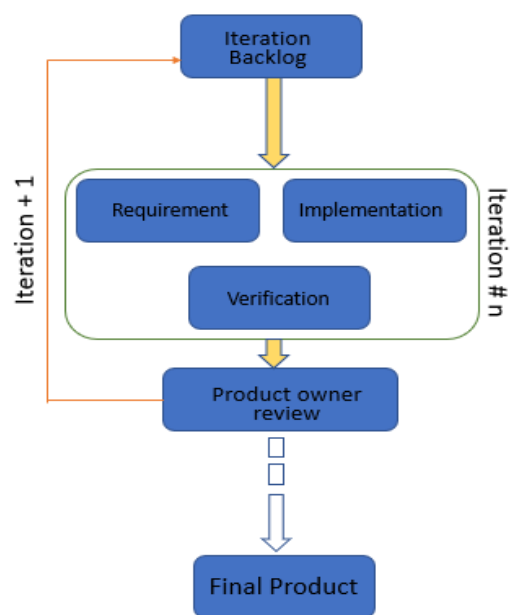 Iteration
Backlog
Iteration + 1
Requirement
Implementation
Iteration # n
Verification
Product owner
review
Final Product